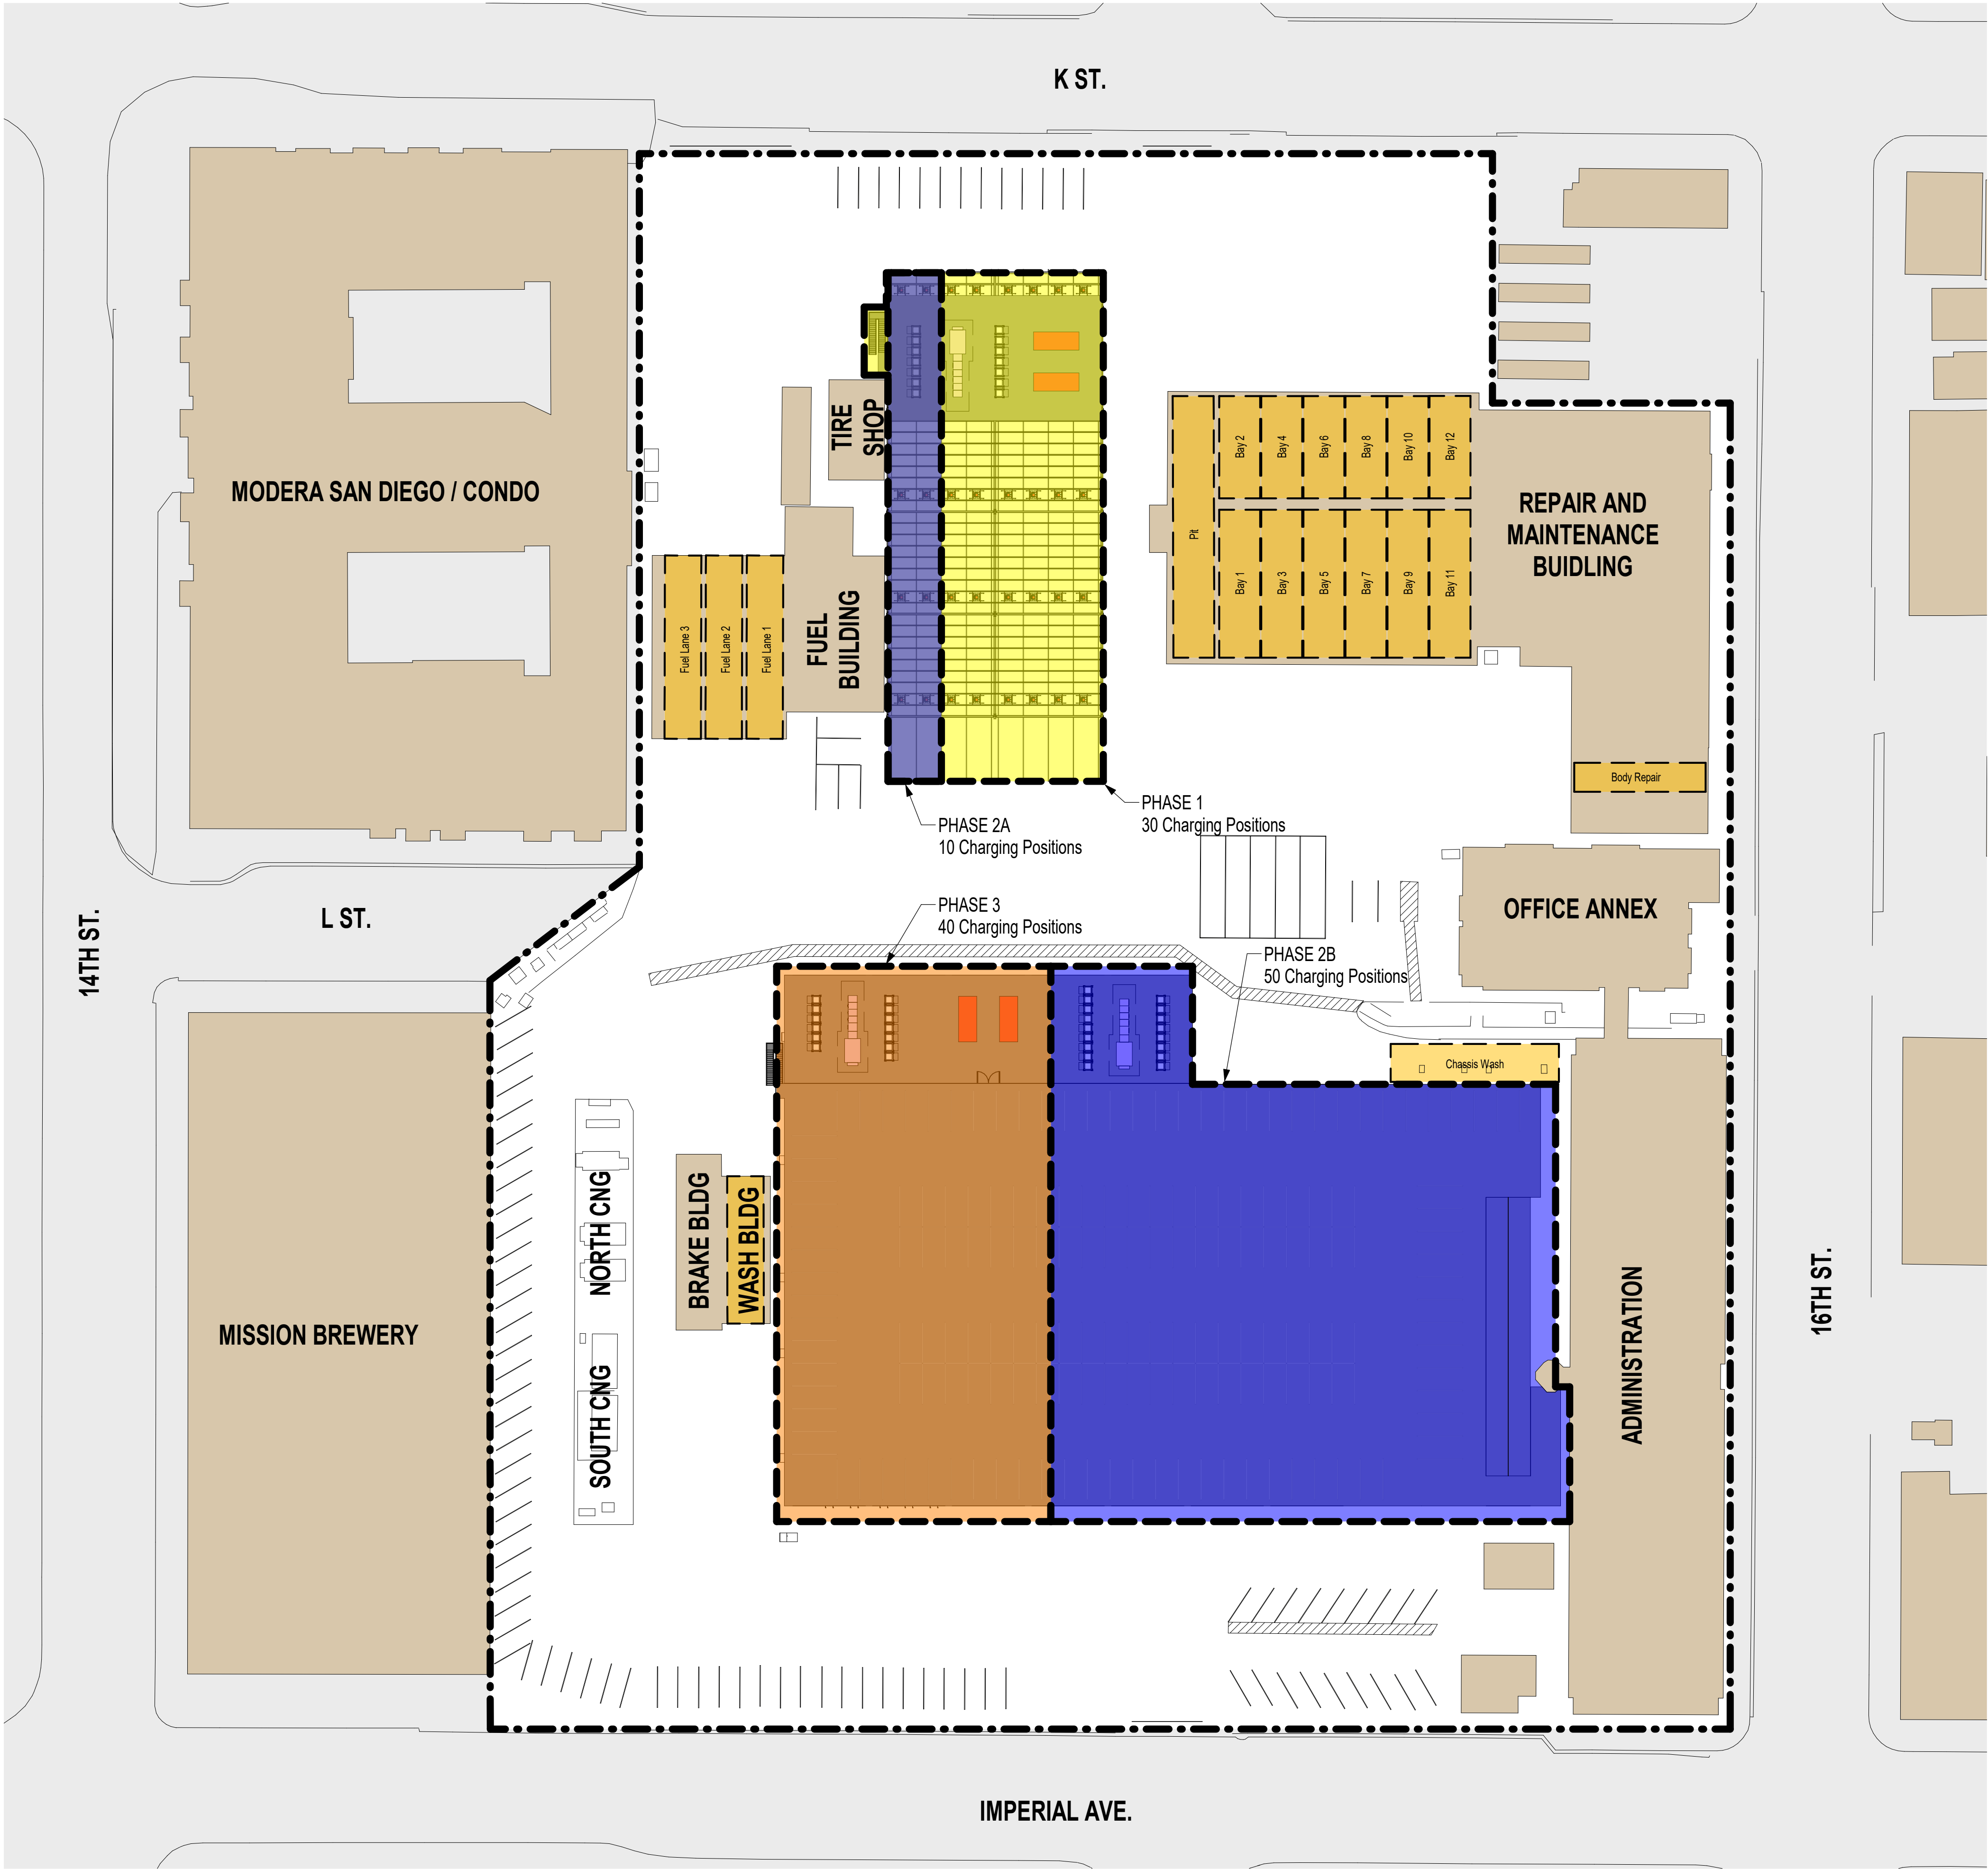 K ST.
MODERA SAN DIEGO / CONDO
TIRE
SHOP
Pit
Bay 2
Bay 4
Bay 6
Bay 8
Bay 10
Bay 12
Bay 1
Bay 3
Bay 5
Bay 7
Bay 9
Bay 11
REPAIR AND
MAINTENANCE
BUIDLING
Fuel Lane 3
Fuel Lane 2
Fuel Lane 1
FUEL
BUILDING
Body Repair
PHASE 1
30 Charging Positions
PHASE 2A
10 Charging Positions
14TH ST.
L ST.
PHASE 3
40 Charging Positions
OFFICE ANNEX
PHASE 2B
50 Charging Positions
Chassis Wash
NORTH CNG
SOUTH CNG
BRAKE BLDG
WASH BLDG
MISSION BREWERY
ADMINISTRATION
16TH ST.
IMPERIAL AVE.